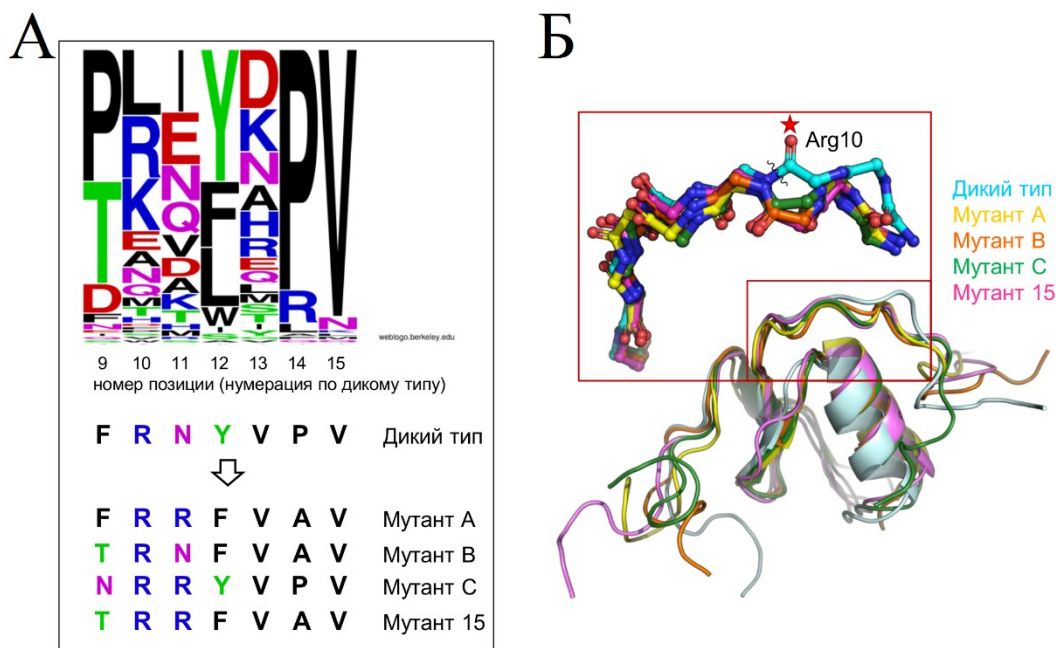 А
Б
P T D F
L R K E A N Q M T
I E N Q V D A K T M
Y F L W
D K N A H R E Q L M S T
P R L
V N
weblogo.berkeley.edu
9 10 11 12 13 14 15
номер позиции (нумерация по дикому типу)
F R N Y V P V Дикий тип
F R R F V A V Мутант А
T R N F V A V Мутант В
N R R Y V P V Мутант С
T R R F V A V Мутант 15
Arg10
Дикий тип
Мутант А
Мутант В
Мутант С
Мутант 15